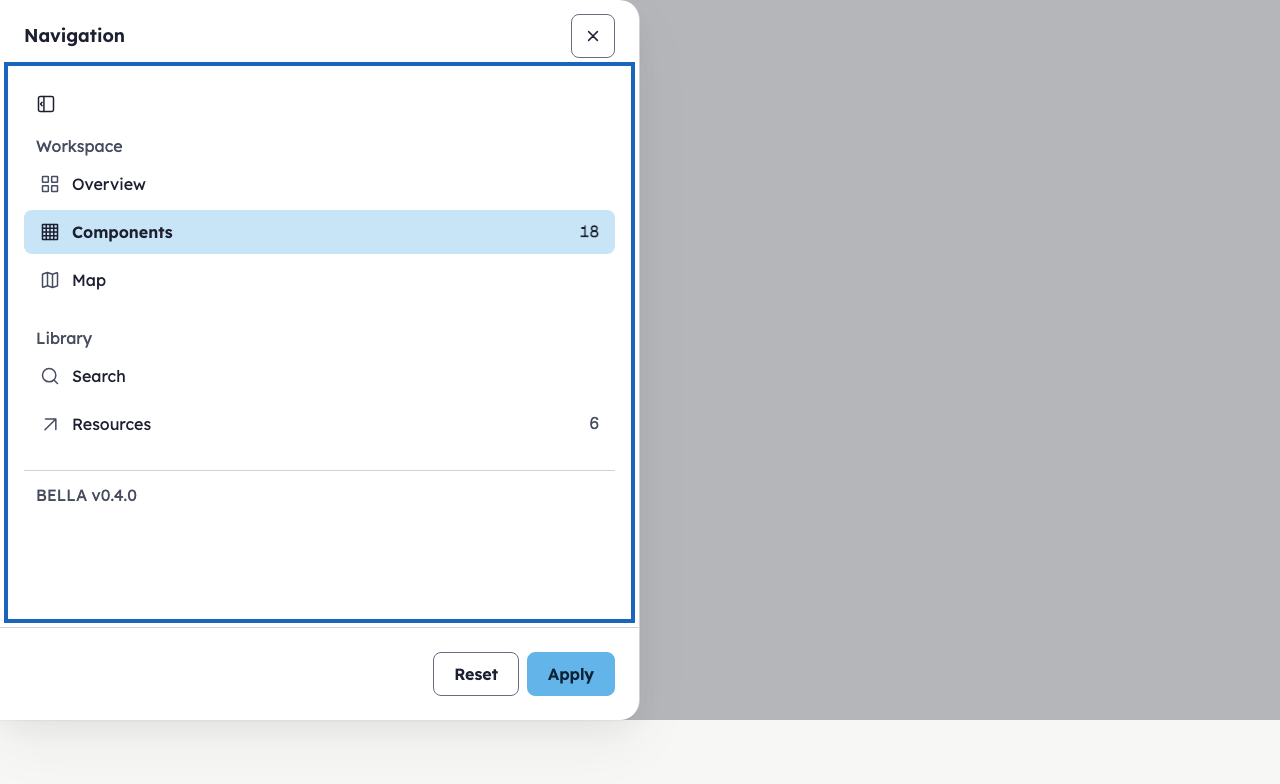 Navigation
Workspace
Overview
Components 18
Map
Library
Search
Resources 6
BELLA v0.4.0
Reset Apply